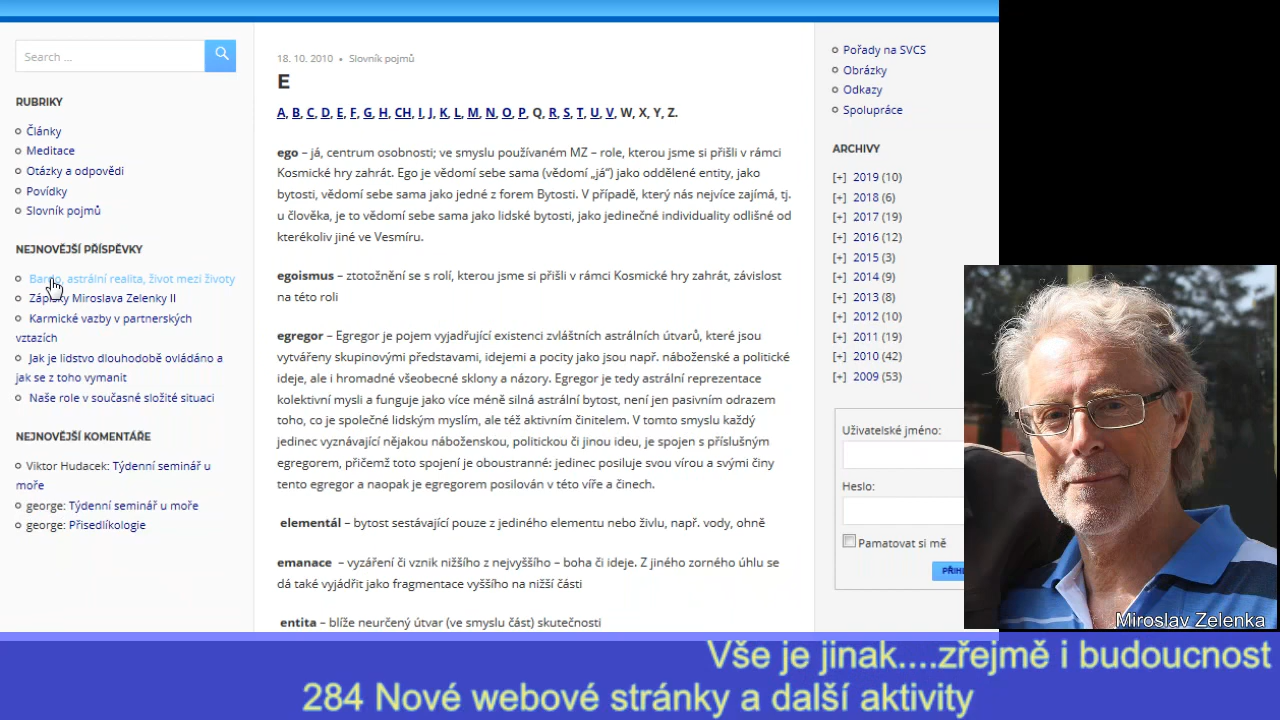 Search ...
RUBRIKY
Články
Meditace
Otázky a odpovědi
Povídky
Slovník pojmů
NEJNOVĚJŠÍ PŘÍSPĚVKY
Bardo, astrální realita, život mezi životy
Zápisky Miroslava Zelenky II
Karmické vazby v partnerských
vztazích
Jak je lidstvo dlouhodobě ovládáno a
jak se z toho vymanit
Naše role v současné složité situaci
NEJNOVĚJŠÍ KOMENTÁŘE
Viktor Hudacek: Týdenní seminář u
moře
george: Týdenní seminář u moře
george: Přisedlíkologie
18. 10. 2010 • Slovník pojmů
E
A, B, C, D, E, F, G, H, CH, I, J, K, L, M, N, O, P, Q, R, S, T, U, V, W, X, Y, Z.
ego – já, centrum osobnosti; ve smyslu používaném MZ – role, kterou jsme si přišli v rámci
Kosmické hry zahrát. Ego je vědomí sebe sama (vědomí „já“) jako oddělené entity, jako
bytosti, vědomí sebe sama jako jedné z forem Bytosti. V případě, který nás nejvíce zajímá, tj.
u člověka, je to vědomí sebe sama jako lidské bytosti, jako jedinečné individuality odlišné od
kterékoliv jiné ve Vesmíru.
egoismus – ztotožnění se s rolí, kterou jsme si přišli v rámci Kosmické hry zahrát, závislost
na této roli
egregor – Egregor je pojem vyjadřující existenci zvláštních astrálních útvarů, které jsou
vytvářeny skupinovými představami, idejemi a pocity jako jsou např. náboženské a politické
ideje, ale i hromadné všeobecné sklony a názory. Egregor je tedy astrální reprezentace
kolektivní mysli a funguje jako více méně silná astrální bytost, není jen pasivním odrazem
toho, co je společné lidským myslím, ale též aktivním činitelem. V tomto smyslu každý
jedinec vyznávající nějakou náboženskou, politickou či jinou ideu, je spojen s příslušným
egregorem, přičemž toto spojení je oboustranné: jedinec posiluje svou vírou a svými činy
tento egregor a naopak je egregorem posilován v této víře a činech.
elementál – bytost sestávající pouze z jediného elementu nebo živlu, např. vody, ohně
emanace – vyzáření či vznik nižšího z nejvyššího – boha či ideje. Z jiného zorného úhlu se
dá také vyjádřit jako fragmentace vyššího na nižší části
entita – blíže neurčený útvar (ve smyslu část) skutečnosti
Pořady na SVCS
Obrázky
Odkazy
Spolupráce
ARCHIVY
[+] 2019 (10)
[+] 2018 (6)
[+] 2017 (19)
[+] 2016 (12)
[+] 2015 (3)
[+] 2014 (9)
[+] 2013 (8)
[+] 2012 (10)
[+] 2011 (19)
[+] 2010 (42)
[+] 2009 (53)
Uživatelské jméno:
Heslo:
Pamatovat si mě
PŘIH
Miroslav Zelenka
Vše je jinak....zřejmě i budoucnost
284 Nové webové stránky a další aktivity